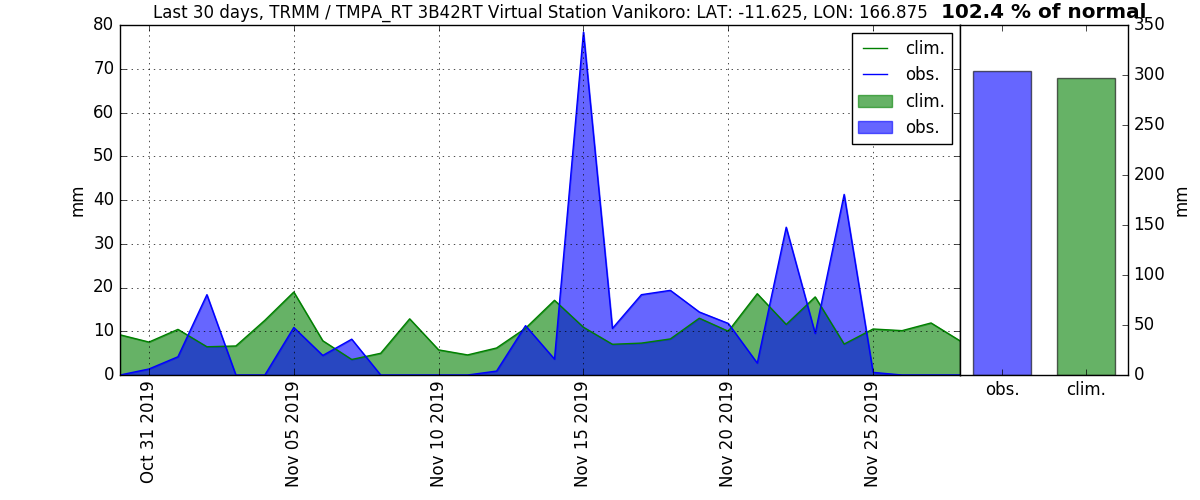 Last 30 days, TRMM / TMPA_RT 3B42RT Virtual Station Vanikoro: LAT: -11.625, LON: 166.875 102.4 % of normal
80
70
60
50
40
30
20
10
0
mm
clim.
obs.
clim.
obs.
350
300
250
200
150
100
50
0
mm
Oct 31 2019
Nov 05 2019
Nov 10 2019
Nov 15 2019
Nov 20 2019
Nov 25 2019
obs.
clim.